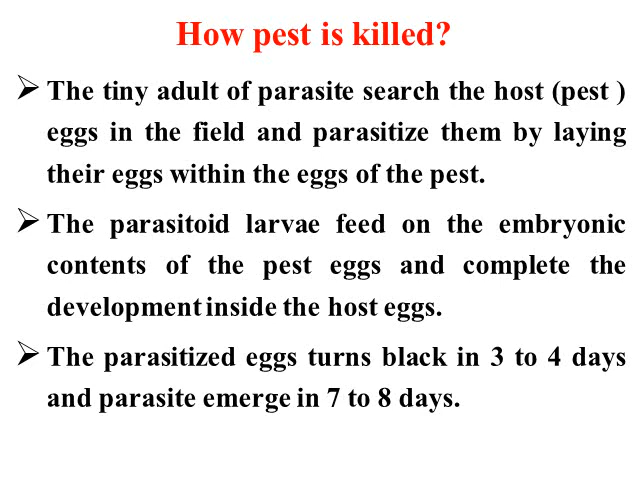 How pest is killed?
➢ The tiny adult of parasite search the host (pest )
eggs in the field and parasitize them by laying
their eggs within the eggs of the pest.
➢ The parasitoid larvae feed on the embryonic
contents of the pest eggs and complete the
development inside the host eggs.
➢ The parasitized eggs turns black in 3 to 4 days
and parasite emerge in 7 to 8 days.